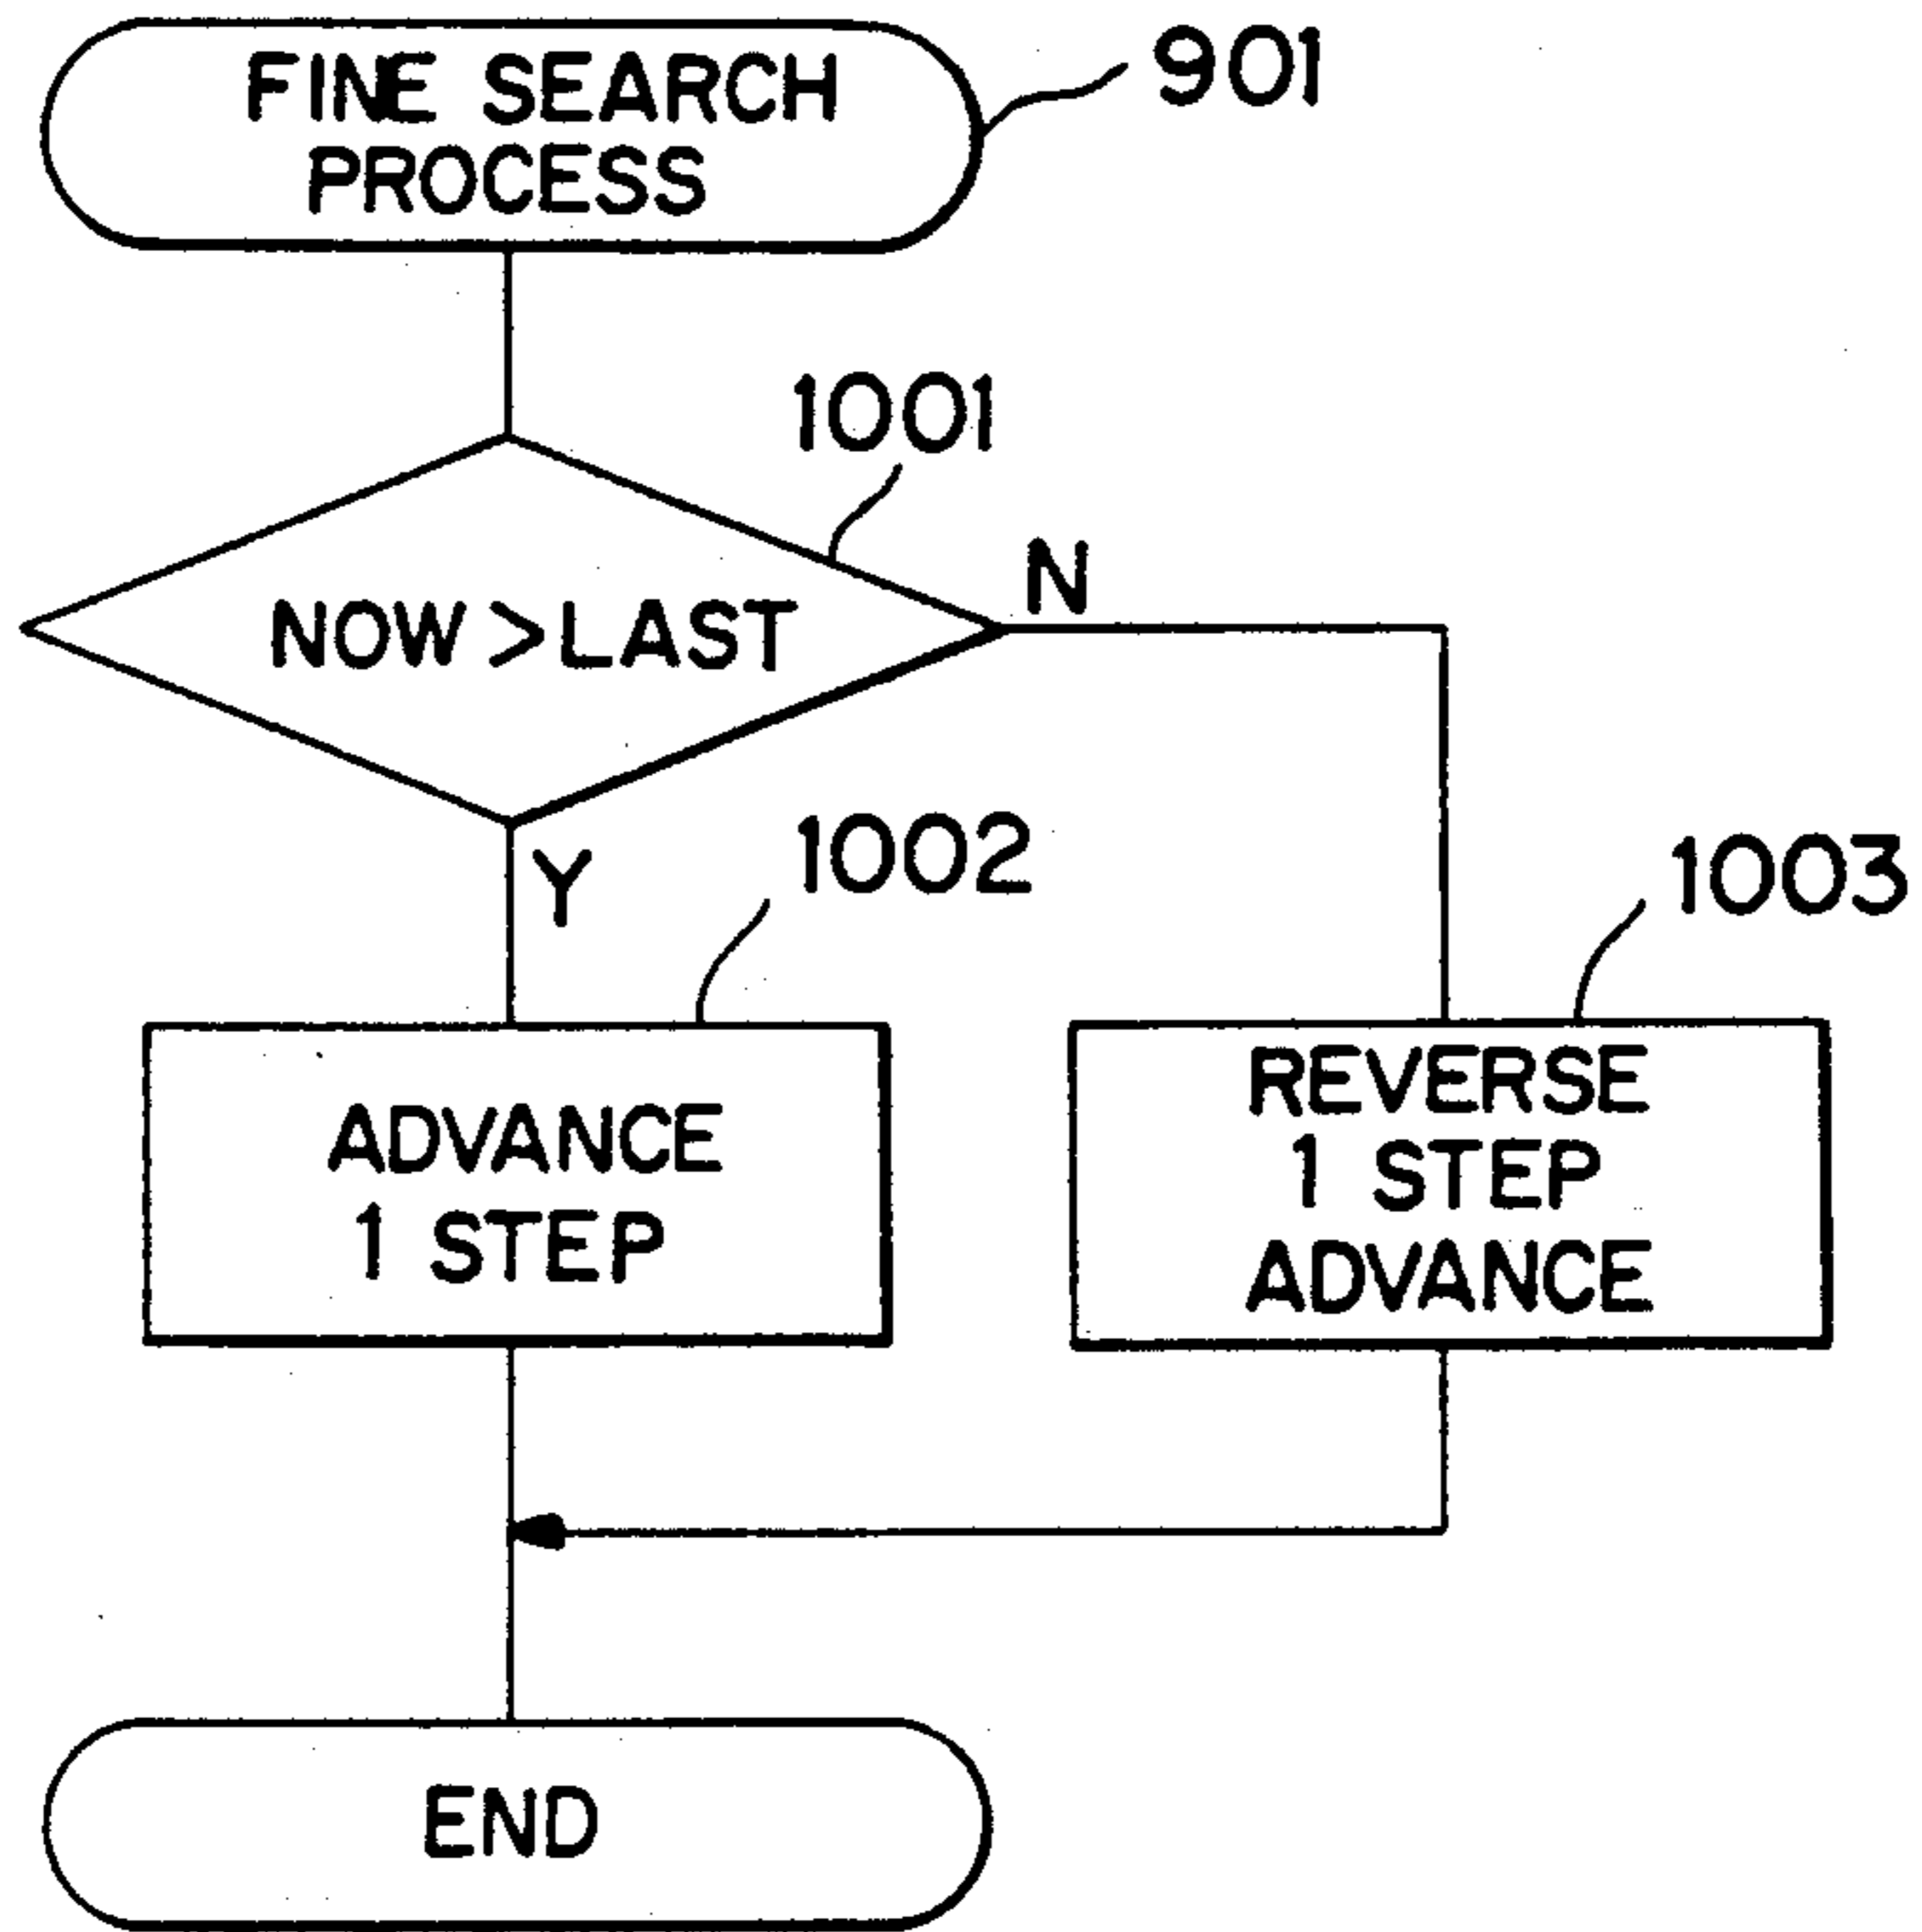 FINE SEARCH
PROCESS
901
1001
NOW>LAST
N
Y
1002
1003
ADVANCE
1 STEP
REVERSE
1 STEP
ADVANCE
END